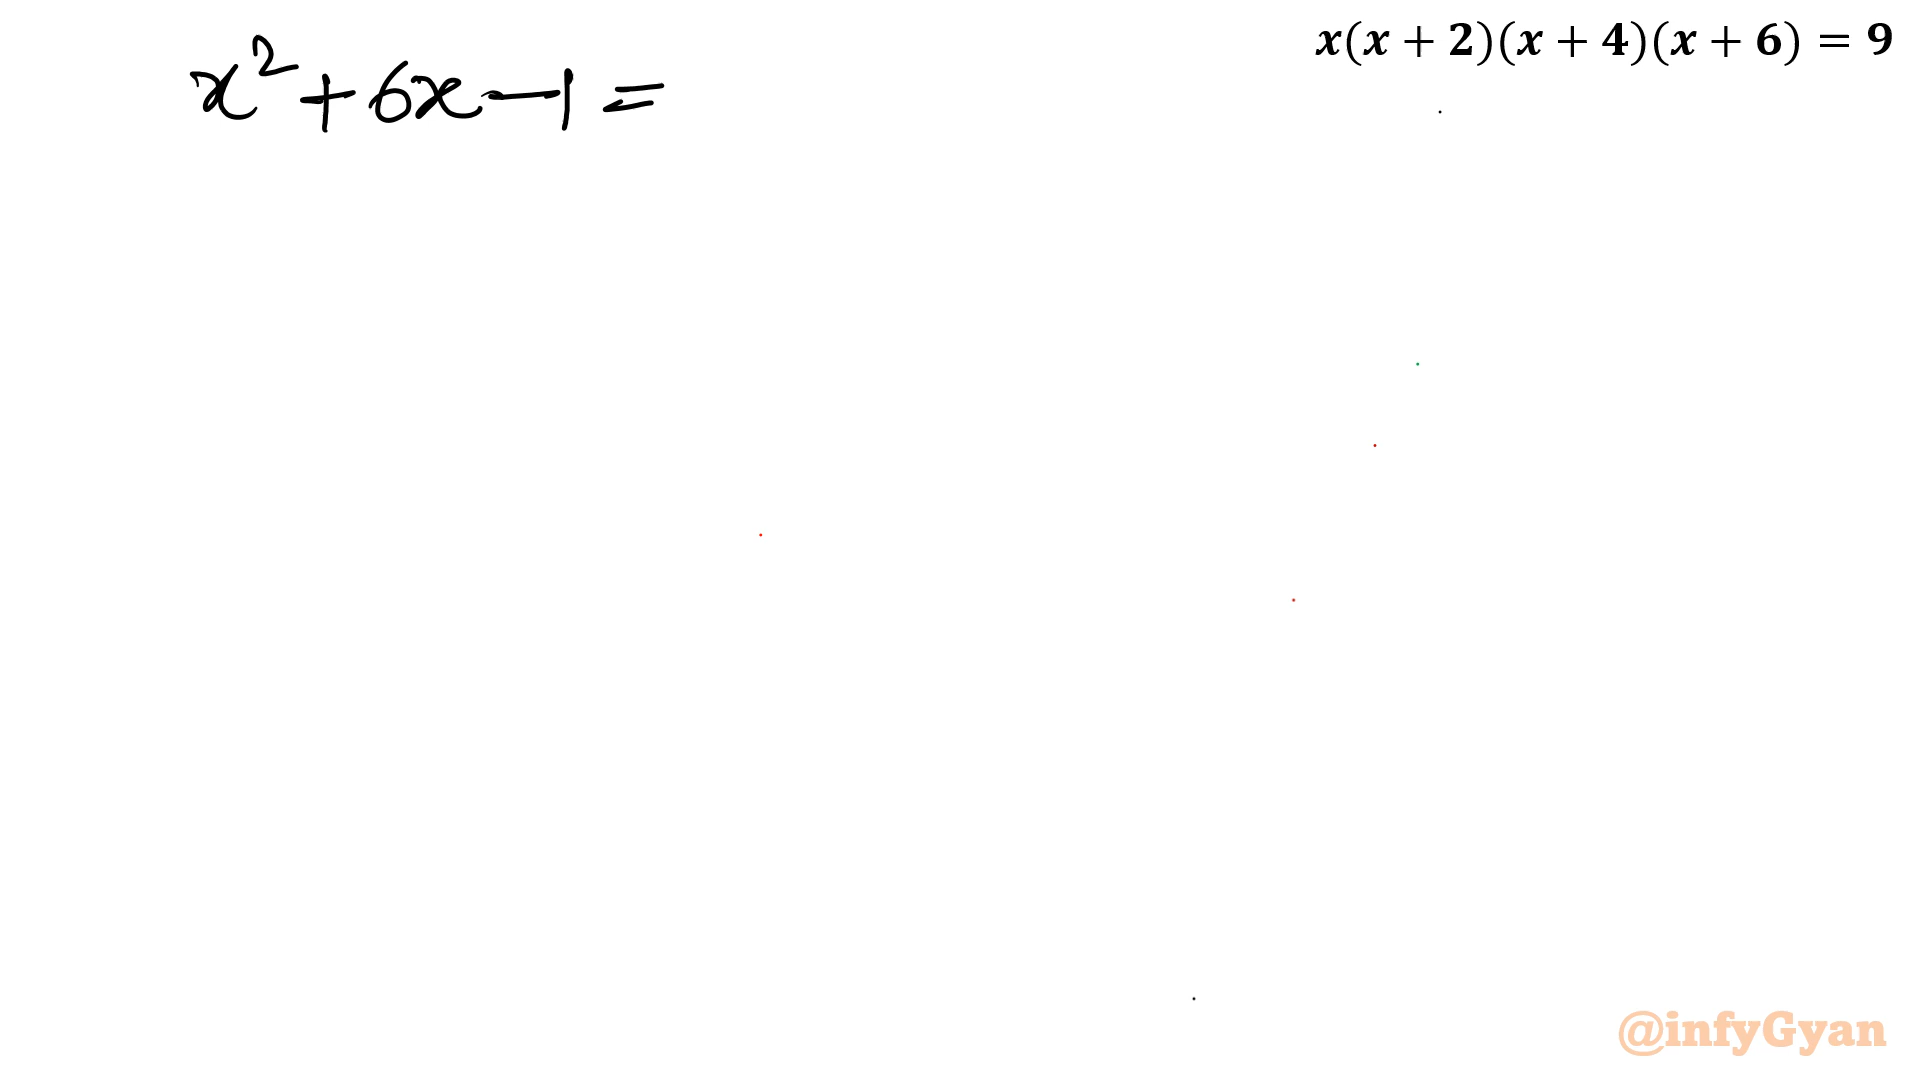 x(x + 2)(x + 4)(x + 6) = 9
x² + 6x - 1 =
@infyGyan